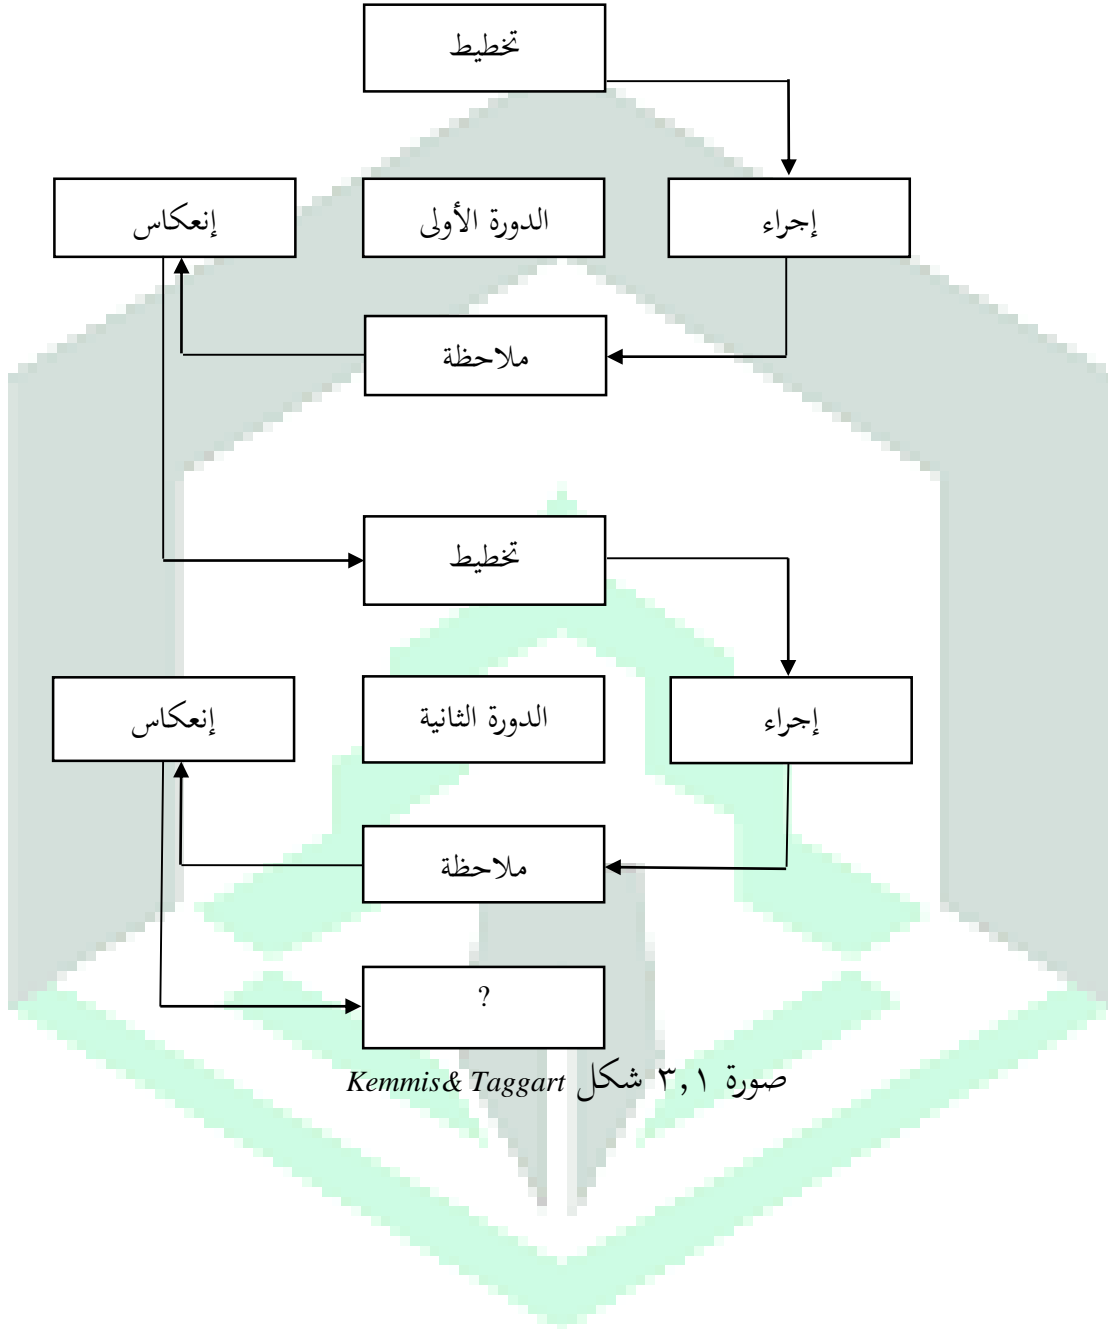 تخطيط
إجراء
الدورة الأولى
إنعكاس
ملاحظة
تخطيط
إجراء
الدورة الثانية
إنعكاس
ملاحظة
?
صورة ٣,١ شكل Kemmis& Taggart